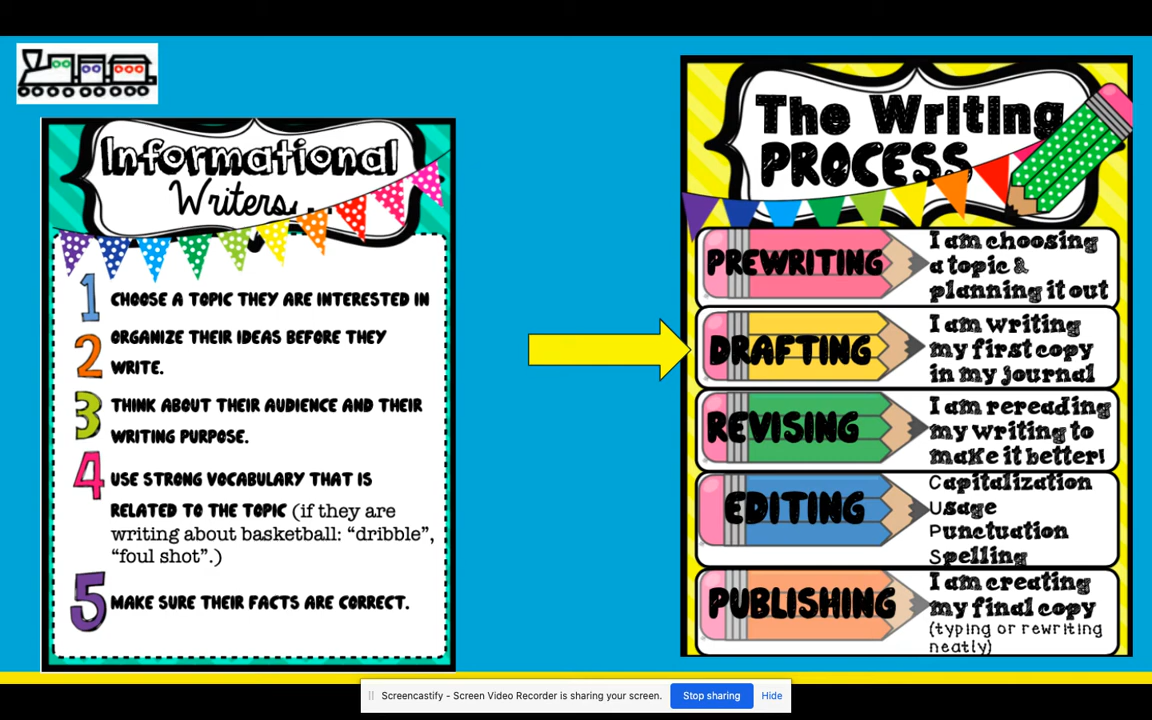 Informational
Writers...
1 CHOOSE A TOPIC THEY ARE INTERESTED IN
2 ORGANIZE THEIR IDEAS BEFORE THEY
WRITE.
3 THINK ABOUT THEIR AUDIENCE AND THEIR
WRITING PURPOSE.
4 USE STRONG VOCABULARY THAT IS
RELATED TO THE TOPIC (if they are
writing about basketball: “dribble”,
“foul shot”.)
5 MAKE SURE THEIR FACTS ARE CORRECT.
The Writing
PROCESS
PREWRITING
I am choosing
a topic &
planning it out
DRAFTING
I am writing
my first copy
in my journal
REVISING
I am rereading
my writing to
make it better!
EDITING
Capitalization
Usage
Punctuation
Spelling
PUBLISHING
I am creating
my final copy
(typing or rewriting
neatly)
Screencastify - Screen Video Recorder is sharing your screen. Stop sharing Hide